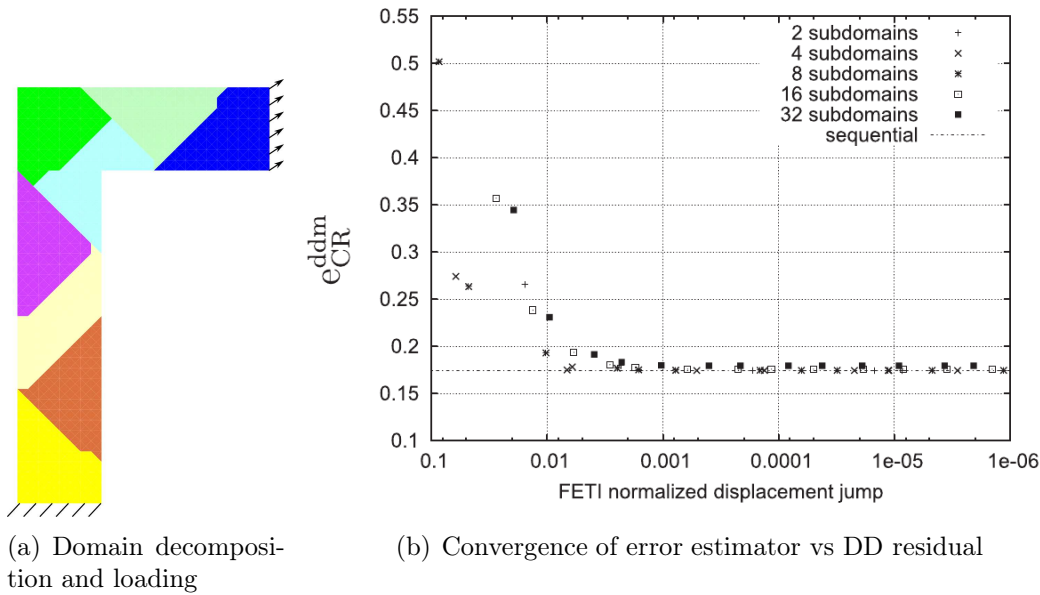 0.55
0.5
0.45
0.4
0.35
0.3
0.25
0.2
0.15
0.1
e_CR^ddm
2 subdomains
4 subdomains
8 subdomains
16 subdomains
32 subdomains
sequential
0.1 0.01 0.001 0.0001 1e-05 1e-06
FETI normalized displacement jump
(a) Domain decomposi-
tion and loading
(b) Convergence of error estimator vs DD residual